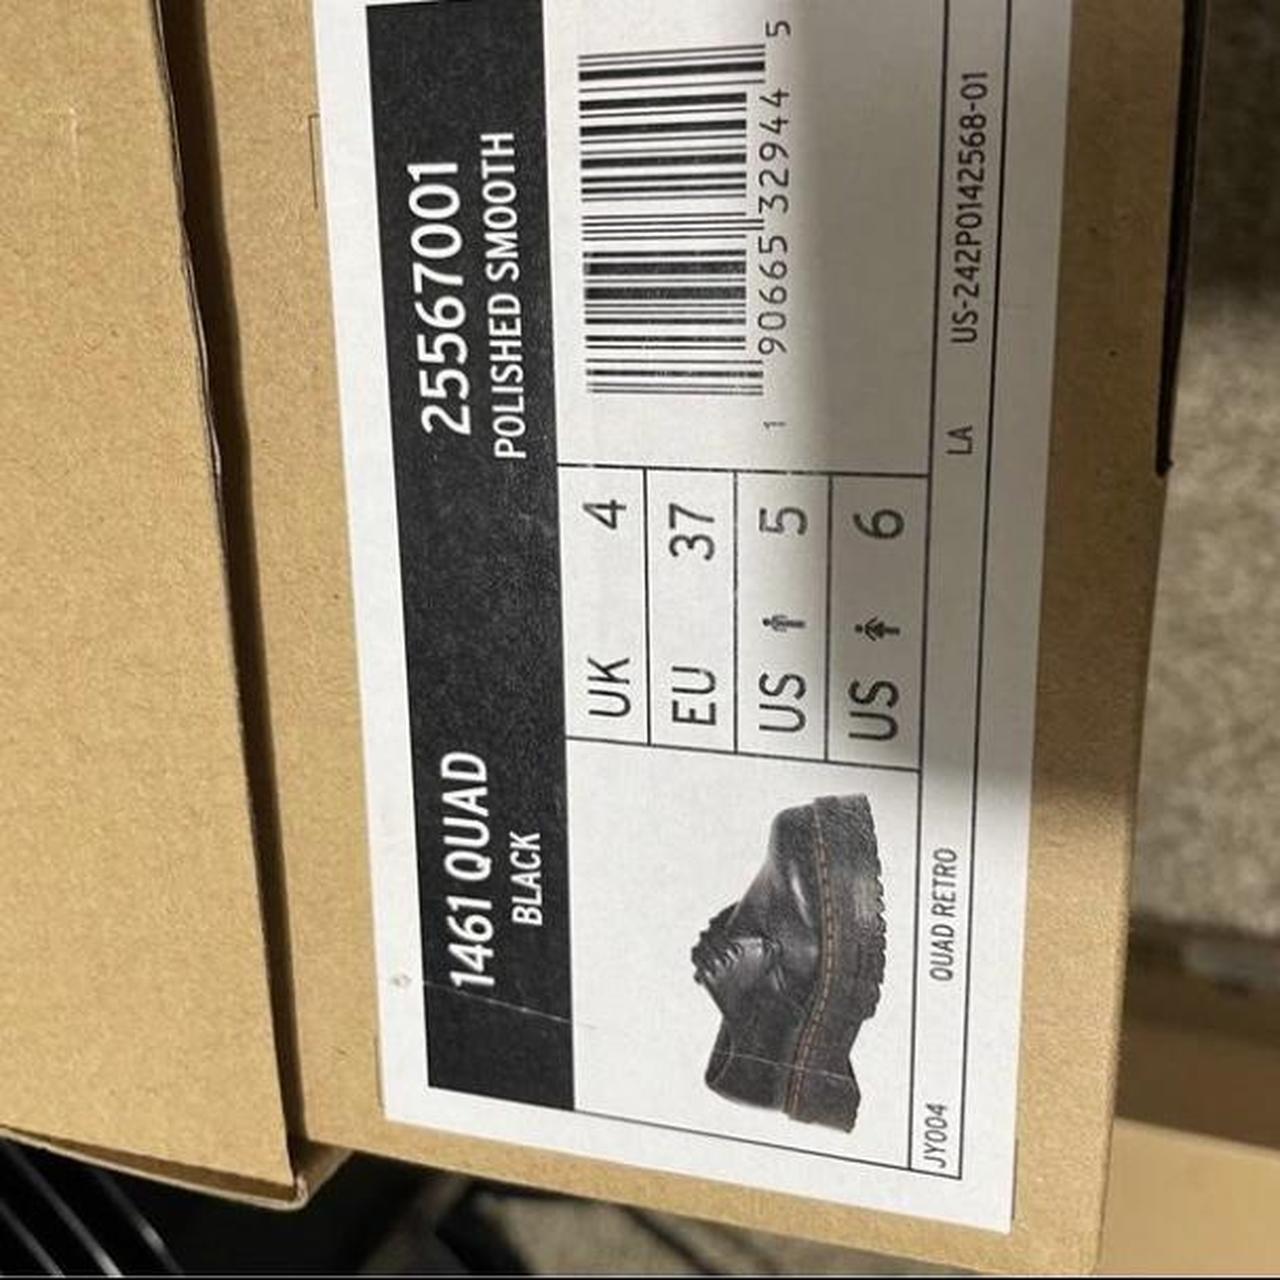 1461 QUAD 25567001
BLACK POLISHED SMOOTH
UK 4
EU 37
US 5
US 6
1 90665 32944 5
JY004 QUAD RETRO LA US-242P0142568-01